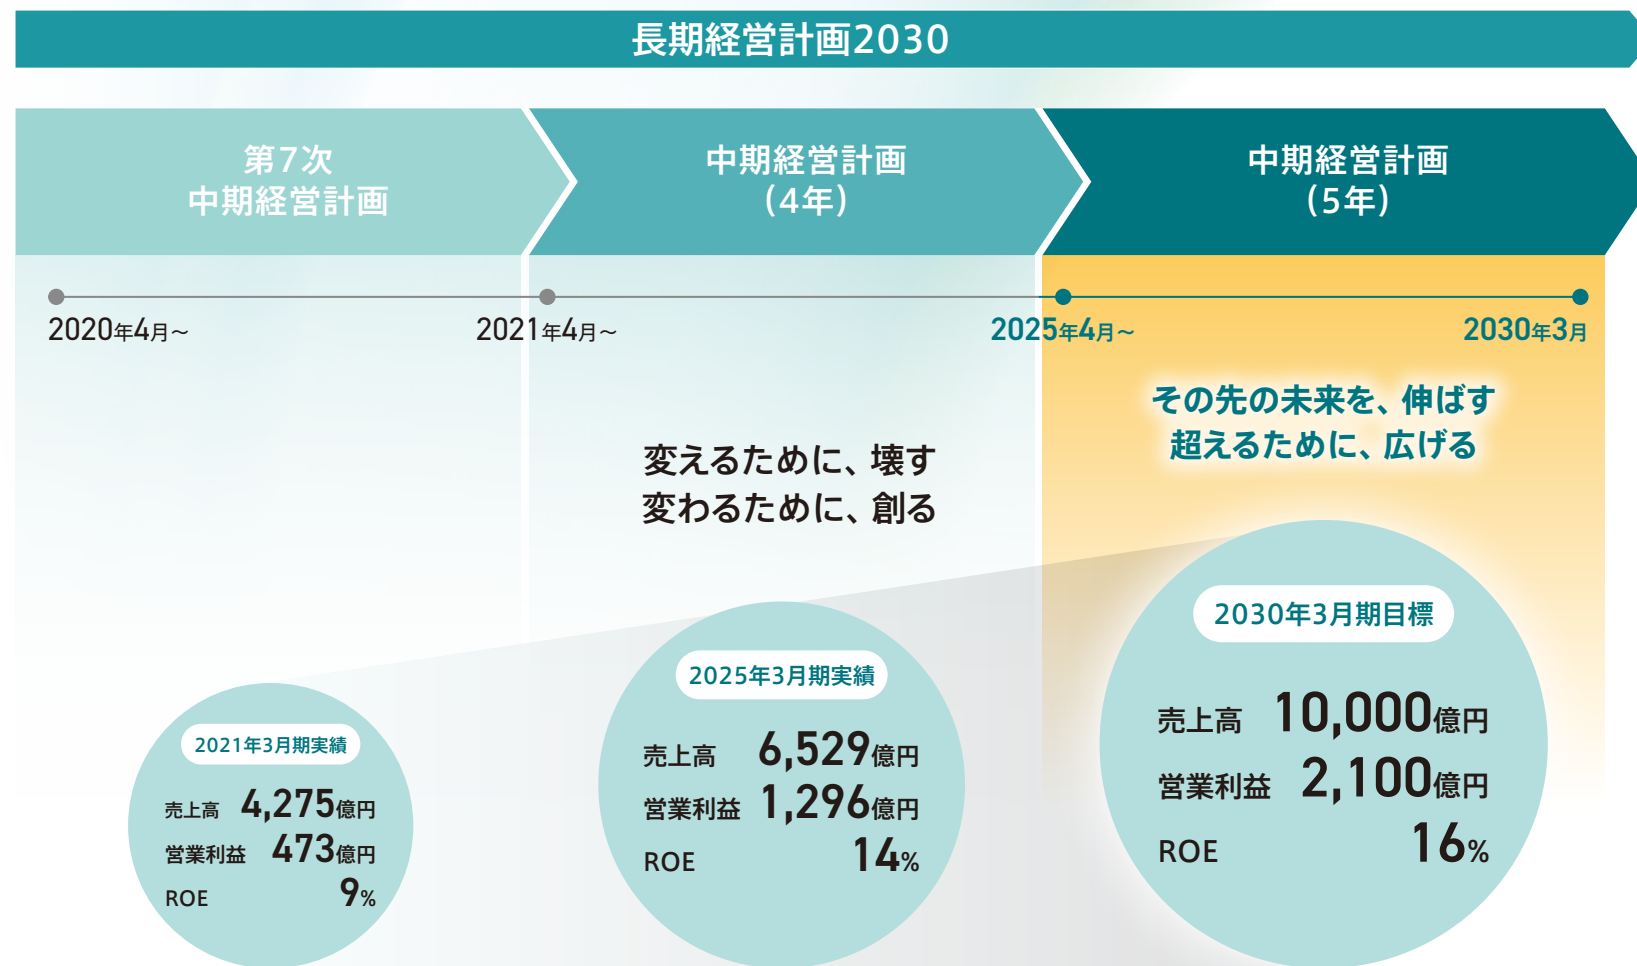 長期経営計画2030
第7次
中期経営計画
中期経営計画
(4年)
中期経営計画
(5年)
2020年4月～
2021年4月～
2025年4月～
2030年3月
変えるために、壊す
変わるために、創る
その先の未来を、伸ばす
超えるために、広げる
2021年3月期実績
売上高 4,275億円
営業利益 473億円
ROE 9%
2025年3月期実績
売上高 6,529億円
営業利益 1,296億円
ROE 14%
2030年3月期目標
売上高 10,000億円
営業利益 2,100億円
ROE 16%